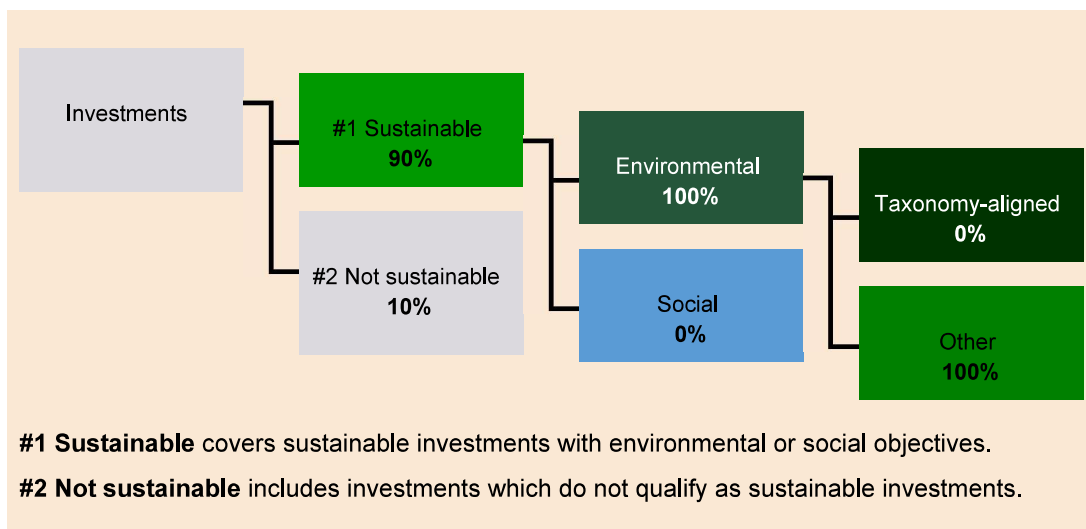 Investments
#1 Sustainable
90%
#2 Not sustainable
10%
Environmental
100%
Social
0%
Taxonomy-aligned
0%
Other
100%
#1 Sustainable covers sustainable investments with environmental or social objectives.
#2 Not sustainable includes investments which do not qualify as sustainable investments.